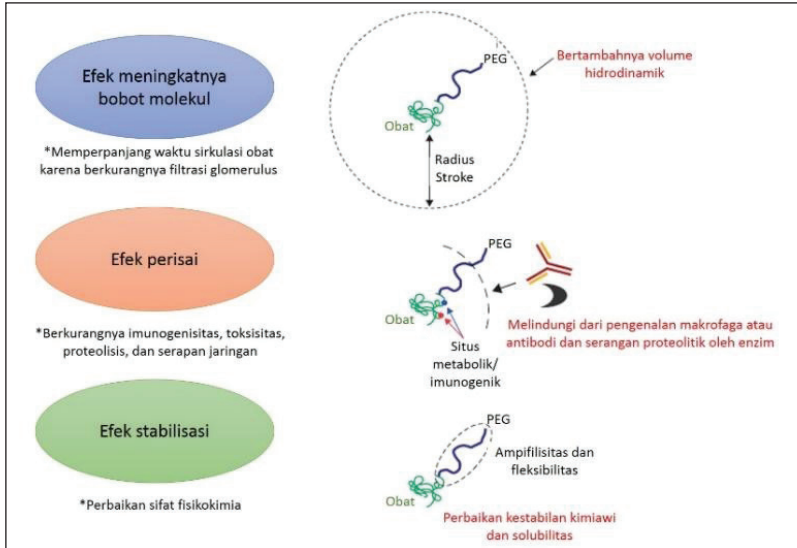 Efek meningkatnya
bobot molekul
*Memperpanjang waktu sirkulasi obat
karena berkurangnya filtrasi glomerulus
PEG
Obat
Radius
Stroke
Bertambahnya volume
hidrodinamik
Efek perisai
*Berkurangnya imunogenisitas, toksisitas,
proteolisis, dan serapan jaringan
PEG
Obat
Situs
metabolik/
imunogenik
Melindungi dari pengenalan makrofaga atau
antibodi dan serangan proteolitik oleh enzim
Efek stabilisasi
*Perbaikan sifat fisikokimia
PEG
Ampifilisitas dan
fleksibilitas
Obat
Perbaikan kestabilan kimiawi
dan solubilitas